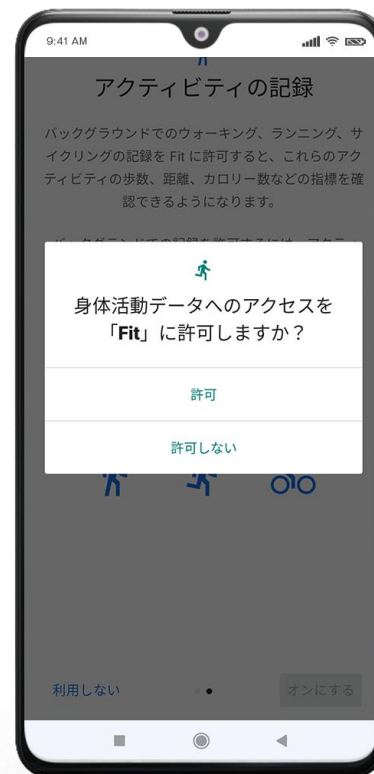 9:41 AM
アクティビティの記録
バックグラウンドでのウォーキング、ランニング、サ
イクリングの記録を Fit に許可すると、これらのアク
ティビティの歩数、距離、カロリー数などの指標を確
認できるようになります。
身体活動データへのアクセスを
「Fit」に許可しますか？
許可
許可しない
利用しない
オンにする